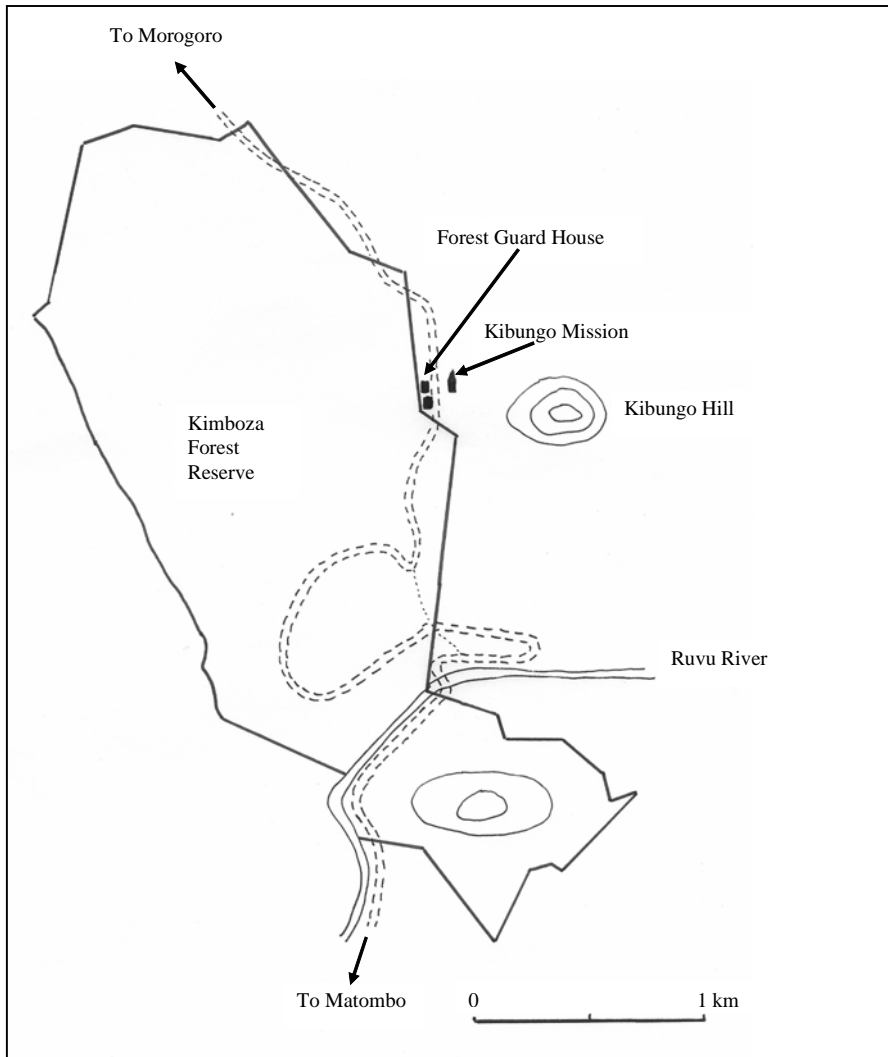 To Morogoro
Forest Guard House
Kibungo Mission
Kibungo Hill
Kimboza
Forest
Reserve
Ruvu River
To Matombo
0
1 km